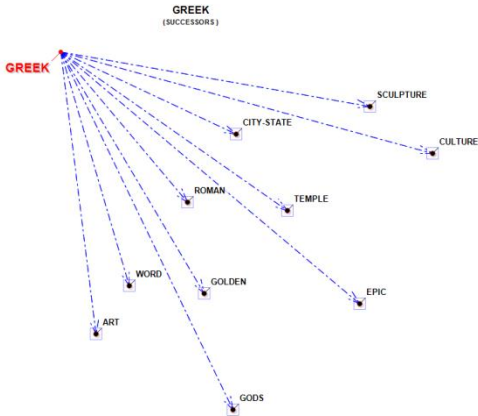 GREEK
(SUCCESSORS)
GREEK
SCULPTURE
CITY-STATE
CULTURE
ROMAN
TEMPLE
WORD
GOLDEN
EPIC
ART
GODS